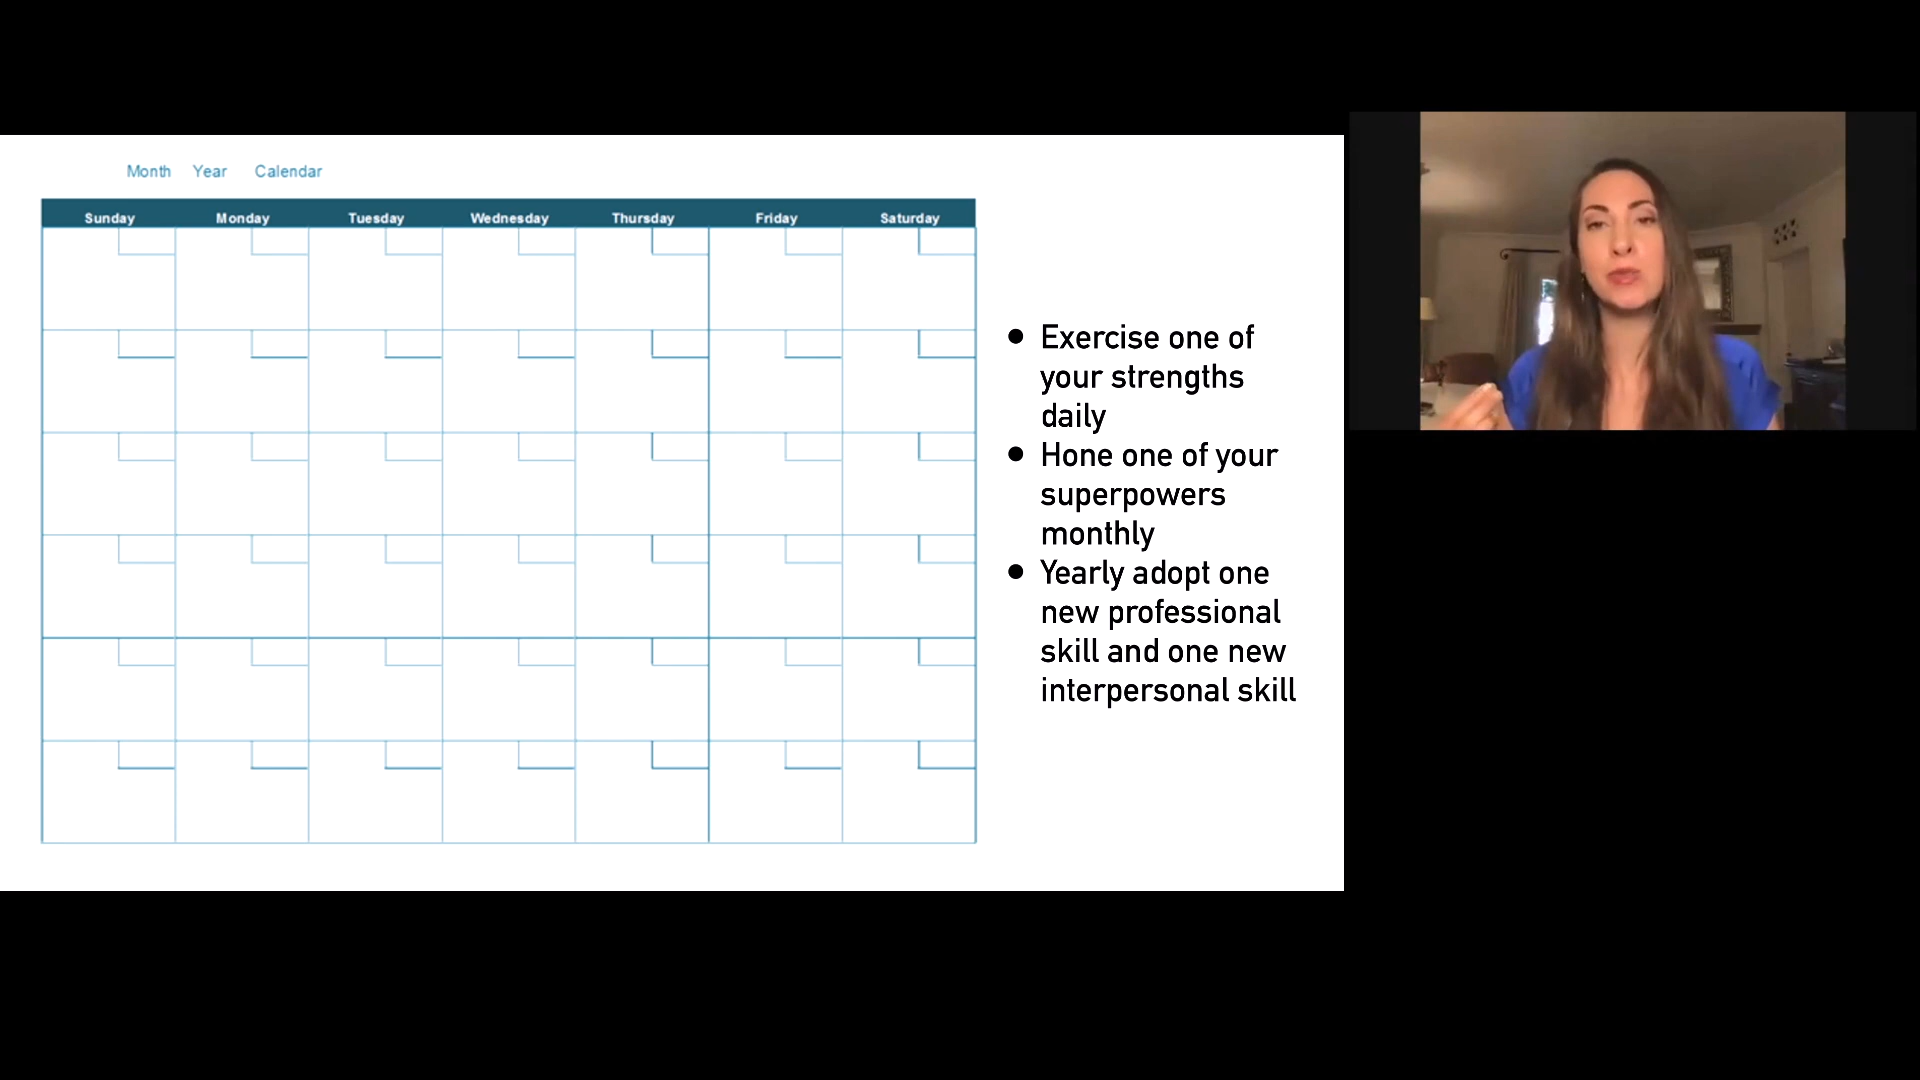 Month Year Calendar
Sunday Monday Tuesday Wednesday Thursday Friday Saturday
• Exercise one of
your strengths
daily
• Hone one of your
superpowers
monthly
• Yearly adopt one
new professional
skill and one new
interpersonal skill